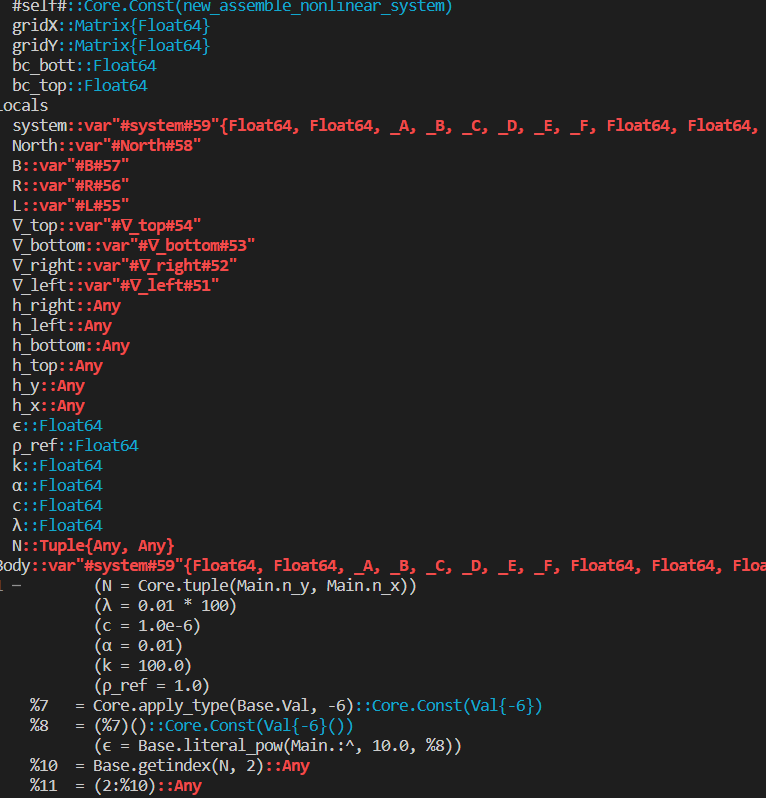 #self#::Core.Const(new_assemble_nonlinear_system)
gridX::Matrix{Float64}
gridY::Matrix{Float64}
bc_bott::Float64
bc_top::Float64
Locals
system::var"#system#59"{Float64, Float64, _A, _B, _C, _D, _E, _F, Float64, Float64,
North::var"#North#58"
B::var"#B#57"
R::var"#R#56"
L::var"#L#55"
∇_top::var"#∇_top#54"
∇_bottom::var"#∇_bottom#53"
∇_right::var"#∇_right#52"
∇_left::var"#∇_left#51"
h_right::Any
h_left::Any
h_bottom::Any
h_top::Any
h_y::Any
h_x::Any
ϵ::Float64
ρ_ref::Float64
k::Float64
α::Float64
c::Float64
λ::Float64
N::Tuple{Any, Any}
Body::var"#system#59"{Float64, Float64, _A, _B, _C, _D, _E, _F, Float64, Float64, Floa
1 ─ (N = Core.tuple(Main.n_y, Main.n_x))
(λ = 0.01 * 100)
(c = 1.0e-6)
(α = 0.01)
(k = 100.0)
(ρ_ref = 1.0)
%7 = Core.apply_type(Base.Val, -6)::Core.Const(Val{-6})
%8 = (%7)()::Core.Const(Val{-6}())
(ϵ = Base.literal_pow(Main.:^, 10.0, %8))
%10 = Base.getindex(N, 2)::Any
%11 = (2:%10)::Any